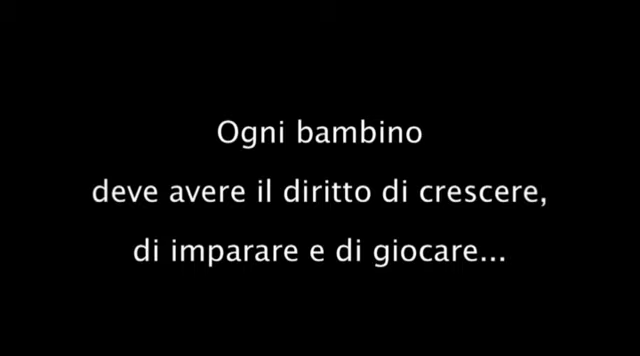 Ogni bambino
deve avere il diritto di crescere,
di imparare e di giocare...